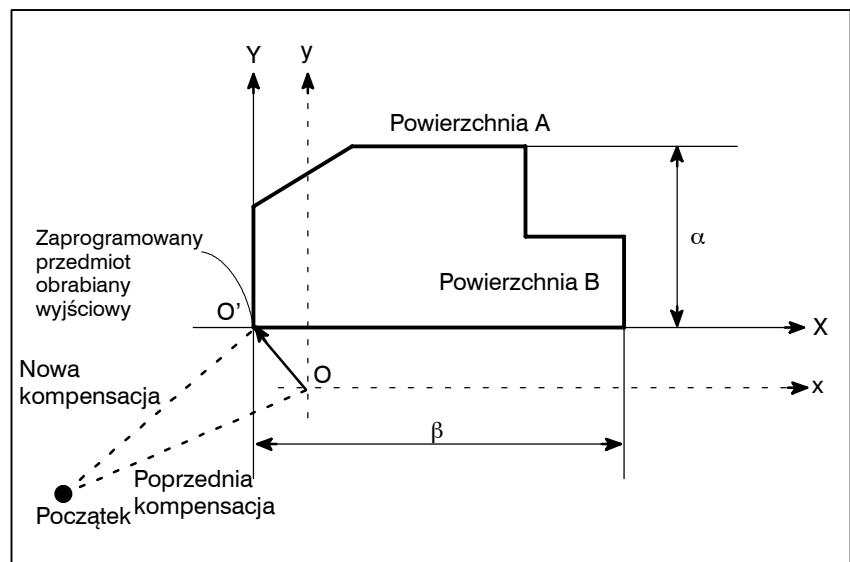 Y
y
Powierzchnia A
Zaprogramowany
przedmiot
obrabiany
wyjściowy
α
Powierzchnia B
O’
X
Nowa
kompensacja
O
x
β
Poprzednia
kompensacja
Początek